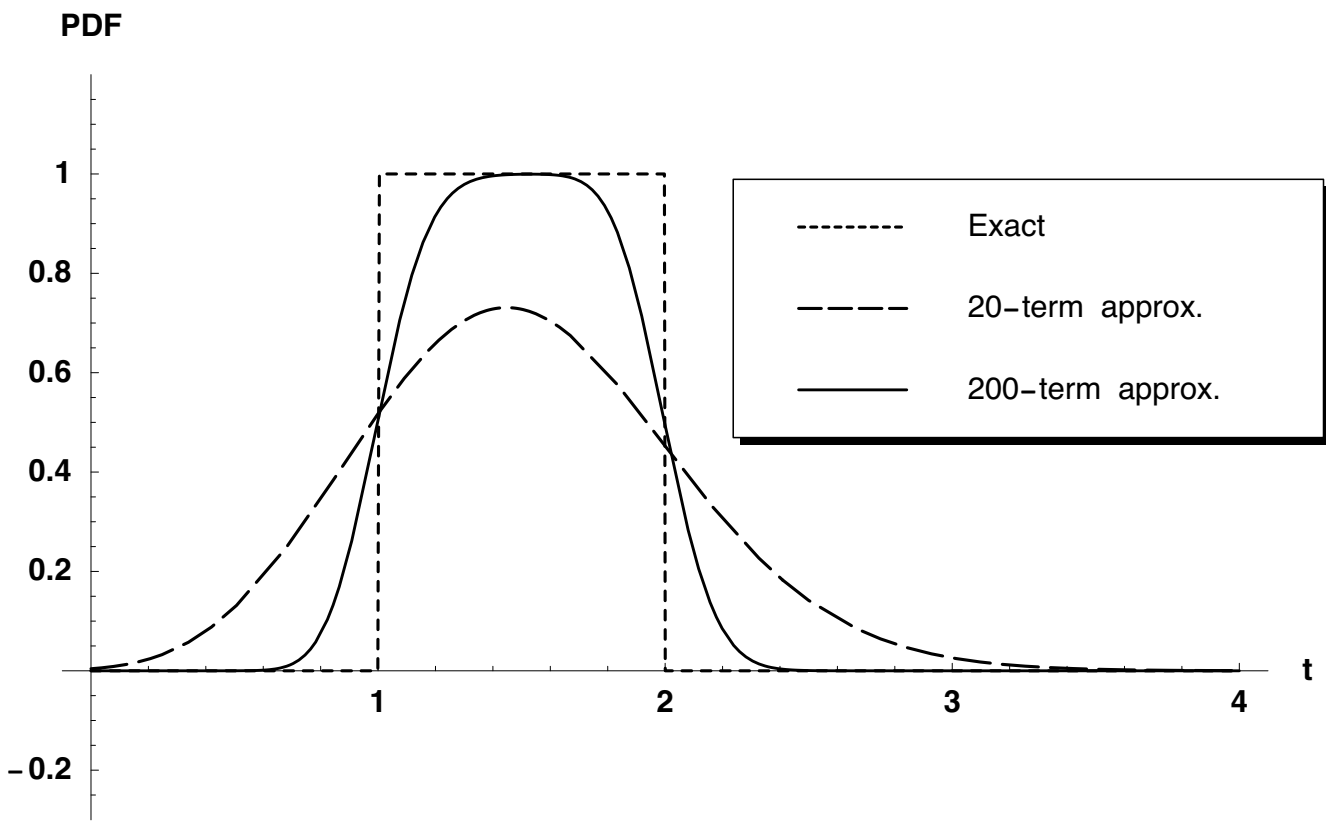 PDF
1
0.8
0.6
0.4
0.2
−0.2
1 2 3 4
t
Exact
20−term approx.
200−term approx.